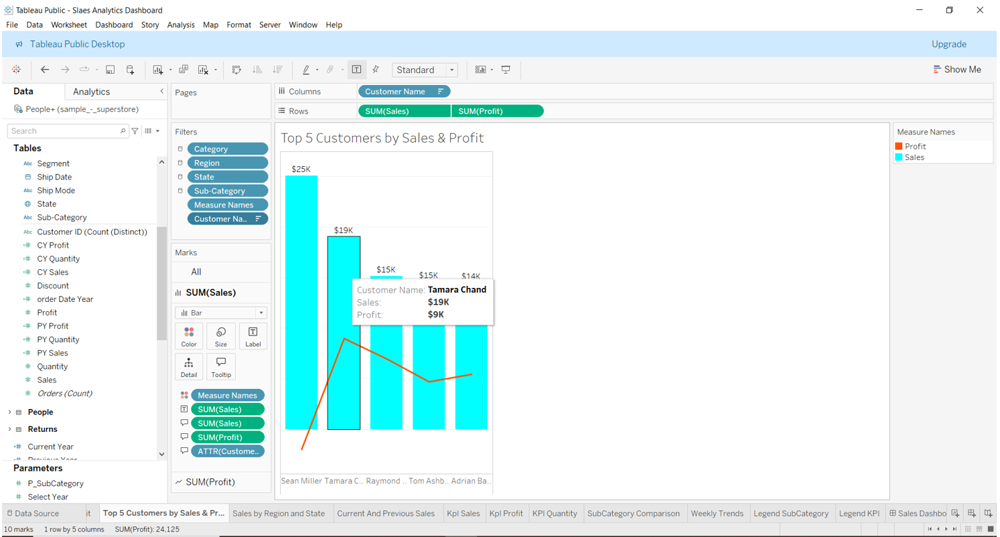 Tableau Public - Slaes Analytics Dashboard
File Data Worksheet Dashboard Story Analysis Map Format Server Window Help
Tableau Public Desktop Upgrade
Standard Show Me
Data Analytics
People+ (sample_-_superstore)
Search
Tables
Abc Segment
Ship Date
Abc Ship Mode
State
Abc Sub-Category
Abc Customer ID (Count (Distinct))
CY Profit
CY Quantity
CY Sales
Discount
order Date Year
Profit
PY Profit
PY Quantity
PY Sales
Quantity
Sales
Orders (Count)
People
Returns
Current Year
Previous Year
Parameters
P_SubCategory
Select Year
Pages
Filters
Category
Region
State
Sub-Category
Measure Names
Customer Na..
Marks
All
SUM(Sales)
Bar
Color Size Label
Detail Tooltip
Measure Names
SUM(Sales)
SUM(Sales)
SUM(Profit)
ATTR(Custome..
SUM(Profit)
Columns Customer Name
Rows SUM(Sales) SUM(Profit)
Top 5 Customers by Sales & Profit
$25K
$19K
$15K
$15K
$14K
Customer Name: Tamara Chand
Sales: $19K
Profit: $9K
Sean Miller Tamara C.. Raymond .. Tom Ashb.. Adrian Ba..
Measure Names
Profit
Sales
Data Source it Top 5 Customers by Sales & Pr... Sales by Region and State Current And Previous Sales Kpl Sales Kpl Profit KPI Quantity SubCategory Comparison Weekly Trends Legend SubCategory Legend KPI Sales Dashbo
10 marks 1 row by 5 columns SUM(Profit): 24,125